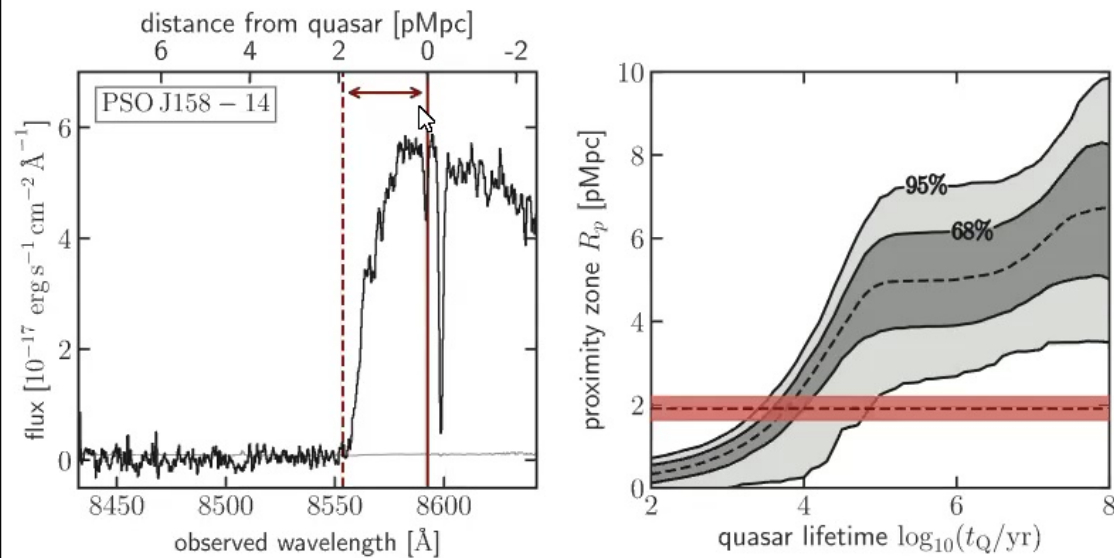 distance from quasar [pMpc]
6 4 2 0 -2
PSO J158 − 14
flux [10⁻¹⁷ erg s⁻¹ cm⁻² Å⁻¹]
6
4
2
0
8450 8500 8550 8600
observed wavelength [Å]
proximity zone Rₚ [pMpc]
10
8
6
4
2
0
95%
68%
2 4 6 8
quasar lifetime log₁₀(t_Q/yr)